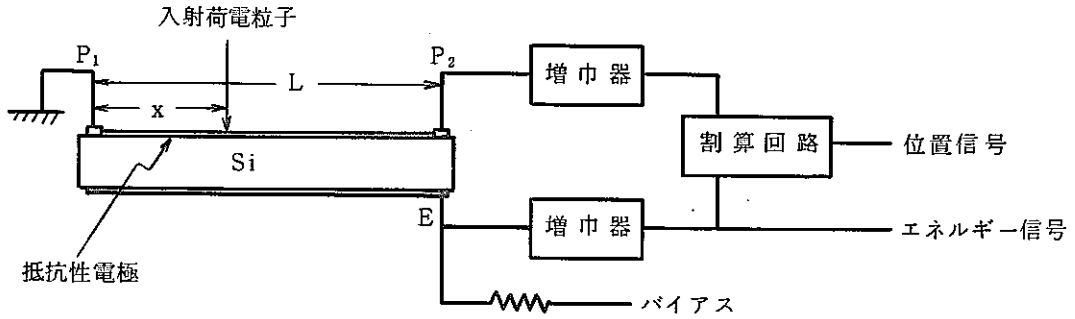 入射荷電粒子
P₁
P₂
L
x
Si
E
抵抗性電極
増巾器
増巾器
割算回路
位置信号
エネルギー信号
バイアス